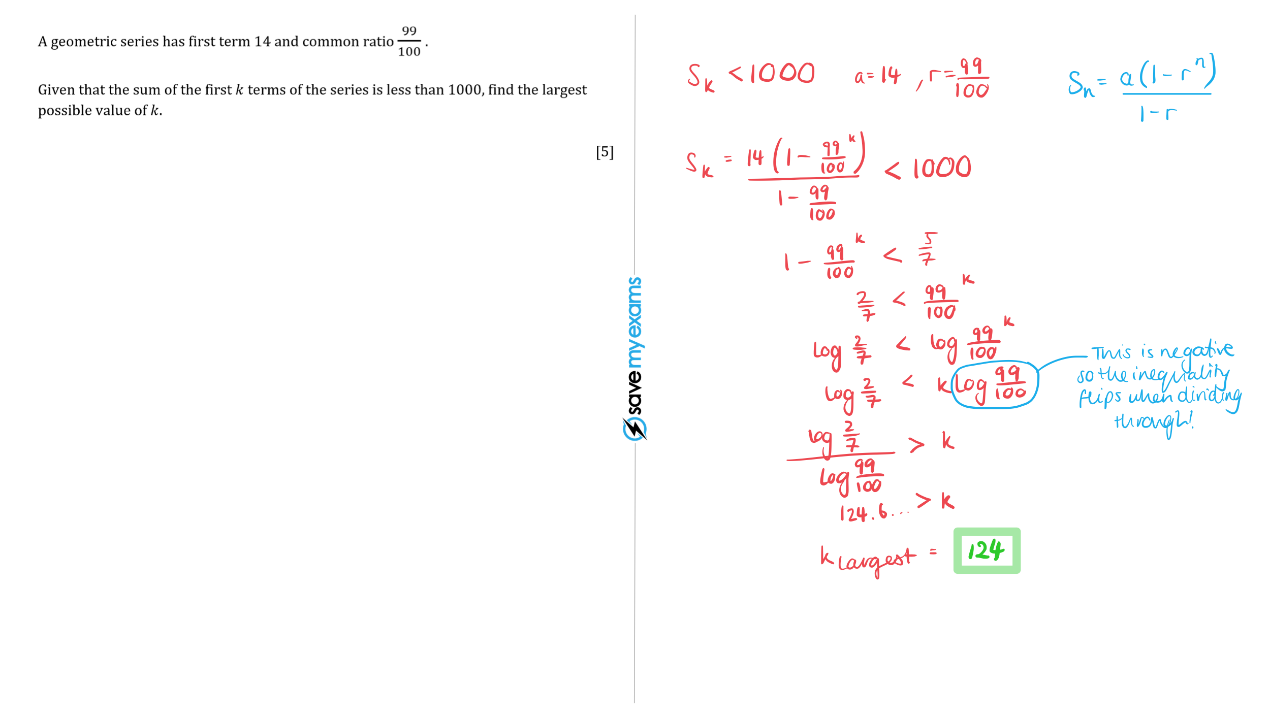 A geometric series has first term 14 and common ratio 99/100 .
Given that the sum of the first k terms of the series is less than 1000, find the largest
possible value of k.
[5]
savemyexams
S_k < 1000 a = 14 , r = 99/100
S_n = a(1 - r^n)/(1 - r)
S_k = 14(1 - 99/100^k)/(1 - 99/100) < 1000
1 - 99/100^k < 5/7
2/7 < 99/100^k
log 2/7 < log 99/100^k
log 2/7 < k log 99/100
This is negative
so the inequality
flips when dividing
through!
log 2/7 / log 99/100 > k
124.6... > k
k largest = 124